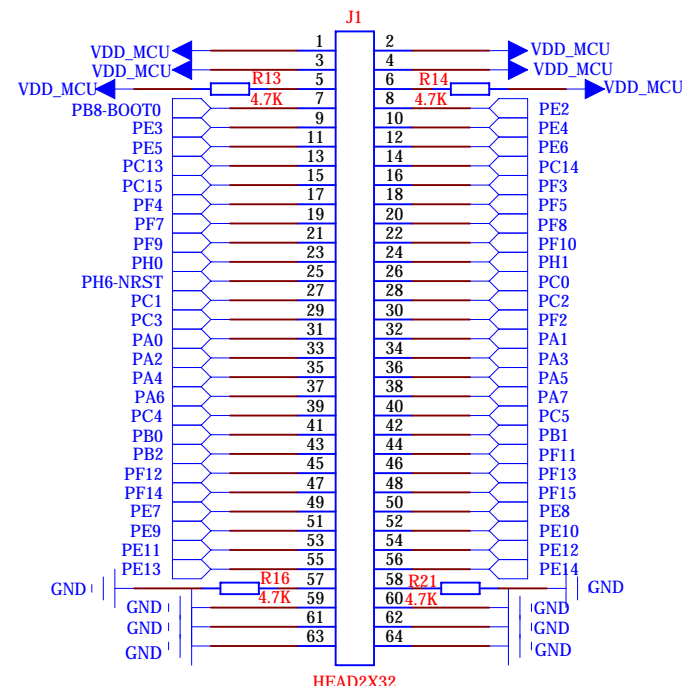 J1
VDD_MCU 1 2 VDD_MCU
VDD_MCU 3 4 VDD_MCU
VDD_MCU R13 5 6 R14 VDD_MCU
PB8-BOOT0 4.7K 7 8 4.7K PE2
PE3 9 10 PE4
PE5 11 12 PE6
PC13 13 14 PC14
PC15 15 16 PF3
PF4 17 18 PF5
PF7 19 20 PF8
PF9 21 22 PF10
PH0 23 24 PH1
PH6-NRST 25 26 PC0
PC1 27 28 PC2
PC3 29 30 PF2
PA0 31 32 PA1
PA2 33 34 PA3
PA4 35 36 PA5
PA6 37 38 PA7
PC4 39 40 PC5
PB0 41 42 PB1
PB2 43 44 PF11
PF12 45 46 PF13
PF14 47 48 PF15
PE7 49 50 PE8
PE9 51 52 PE10
PE11 53 54 PE12
PE13 55 56 PE14
GND R16 57 58 R21 GND
GND 4.7K 59 60 4.7K GND
GND 61 62 GND
GND 63 64 GND
HEAD2X32